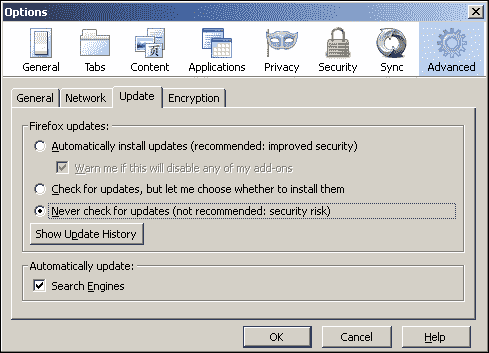 Options
General Tabs Content Applications Privacy Security Sync Advanced
General Network Update Encryption
Firefox updates:
Automatically install updates (recommended: improved security)
Warn me if this will disable any of my add-ons
Check for updates, but let me choose whether to install them
Never check for updates (not recommended: security risk)
Show Update History
Automatically update:
Search Engines
OK Cancel Help